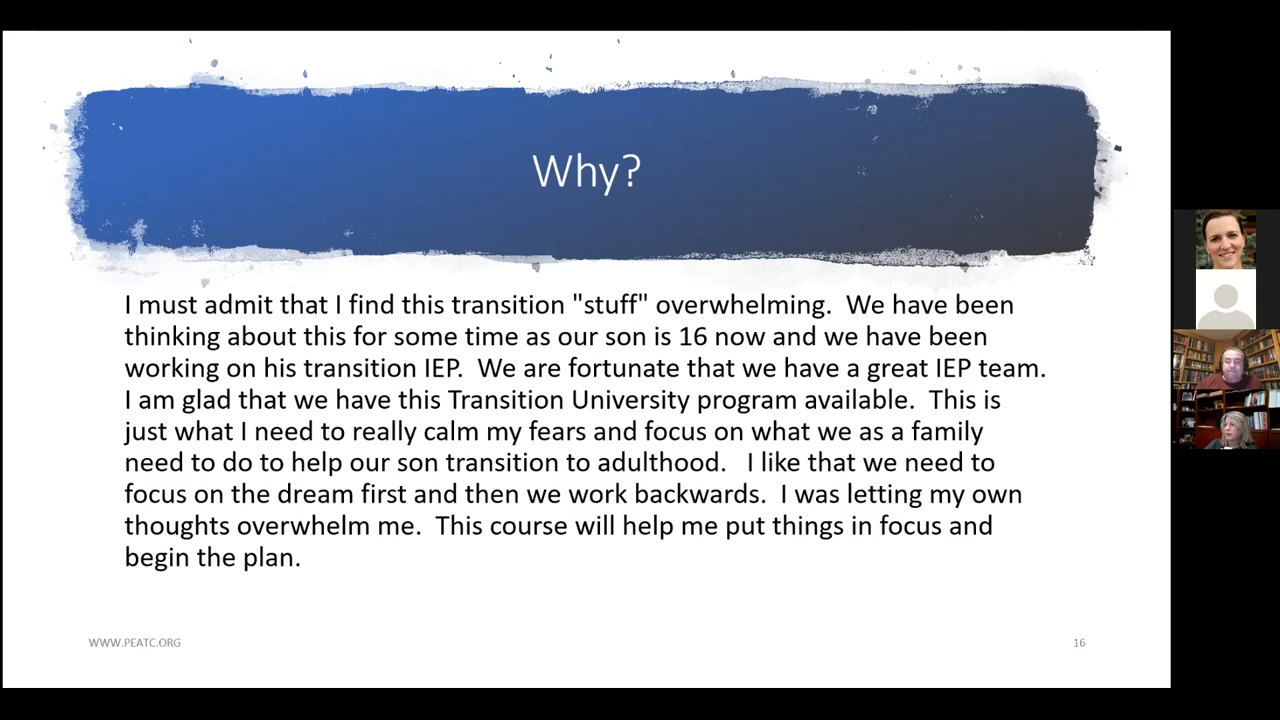 Why?
I must admit that I find this transition "stuff" overwhelming.  We have been
thinking about this for some time as our son is 16 now and we have been
working on his transition IEP.  We are fortunate that we have a great IEP team.
I am glad that we have this Transition University program available.  This is
just what I need to really calm my fears and focus on what we as a family
need to do to help our son transition to adulthood.   I like that we need to
focus on the dream first and then we work backwards.  I was letting my own
thoughts overwhelm me.  This course will help me put things in focus and
begin the plan.
WWW.PEATC.ORG
16